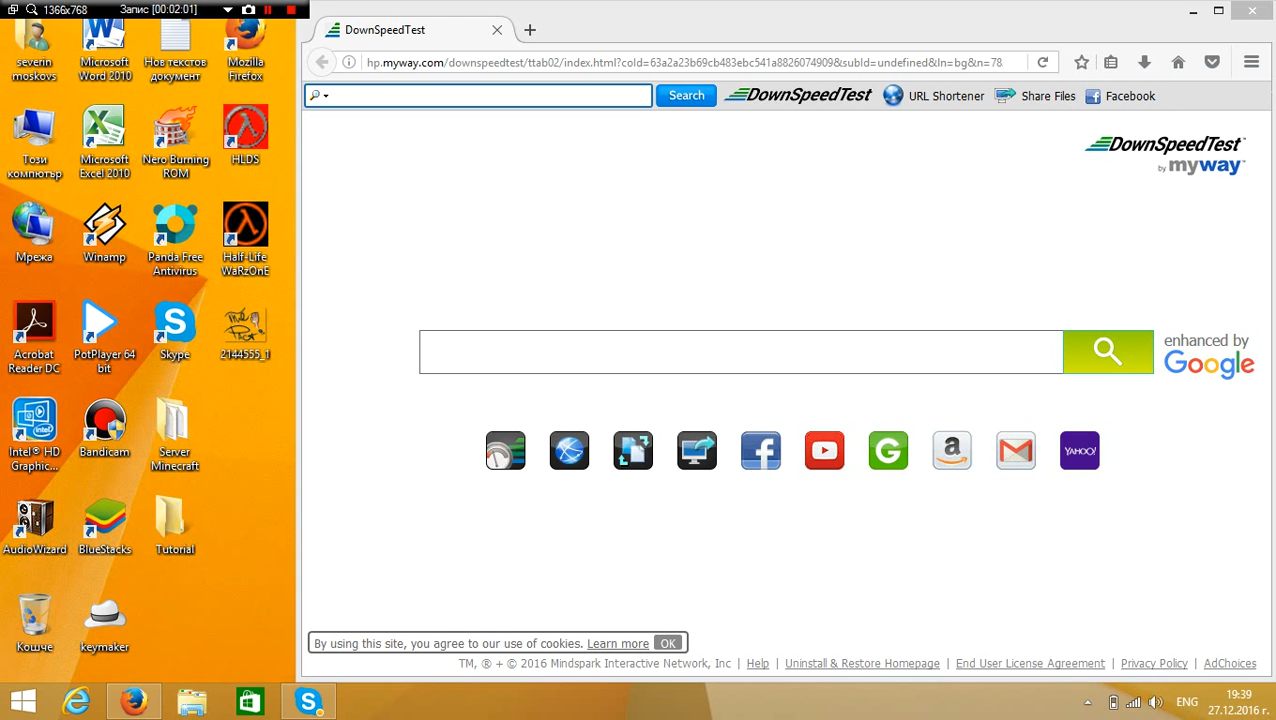 1366x768 Запис [00:02:01]
severin
moskovs
Microsoft
Word 2010
Нов текстов
документ
Mozilla
Firefox
Този
компютър
Microsoft
Excel 2010
Nero Burning
ROM
HLDS
Мрежа
Winamp
Panda Free
Antivirus
Half-Life
WaRzOnE
Acrobat
Reader DC
PotPlayer 64
bit
Skype
2144555_1
Intel® HD
Graphic...
Bandicam
Server
Minecraft
AudioWizard
BlueStacks
Tutorial
Кошче
keymaker
DownSpeedTest
hp.myway.com/downspeedtest/ttab02/index.html?coId=63a2a23b69cb483ebc541a8826074909&subId=undefined&ln=bg&n=78
Search DownSpeedTest URL Shortener Share Files Facebook
DownSpeedTest™
by myway™
enhanced by
Google
YAHOO!
By using this site, you agree to our use of cookies. Learn more OK
TM, ® + © 2016 Mindspark Interactive Network, Inc | Help | Uninstall & Restore Homepage | End User License Agreement | Privacy Policy | AdChoices
ЕНГ
19:39
27.12.2016 г.